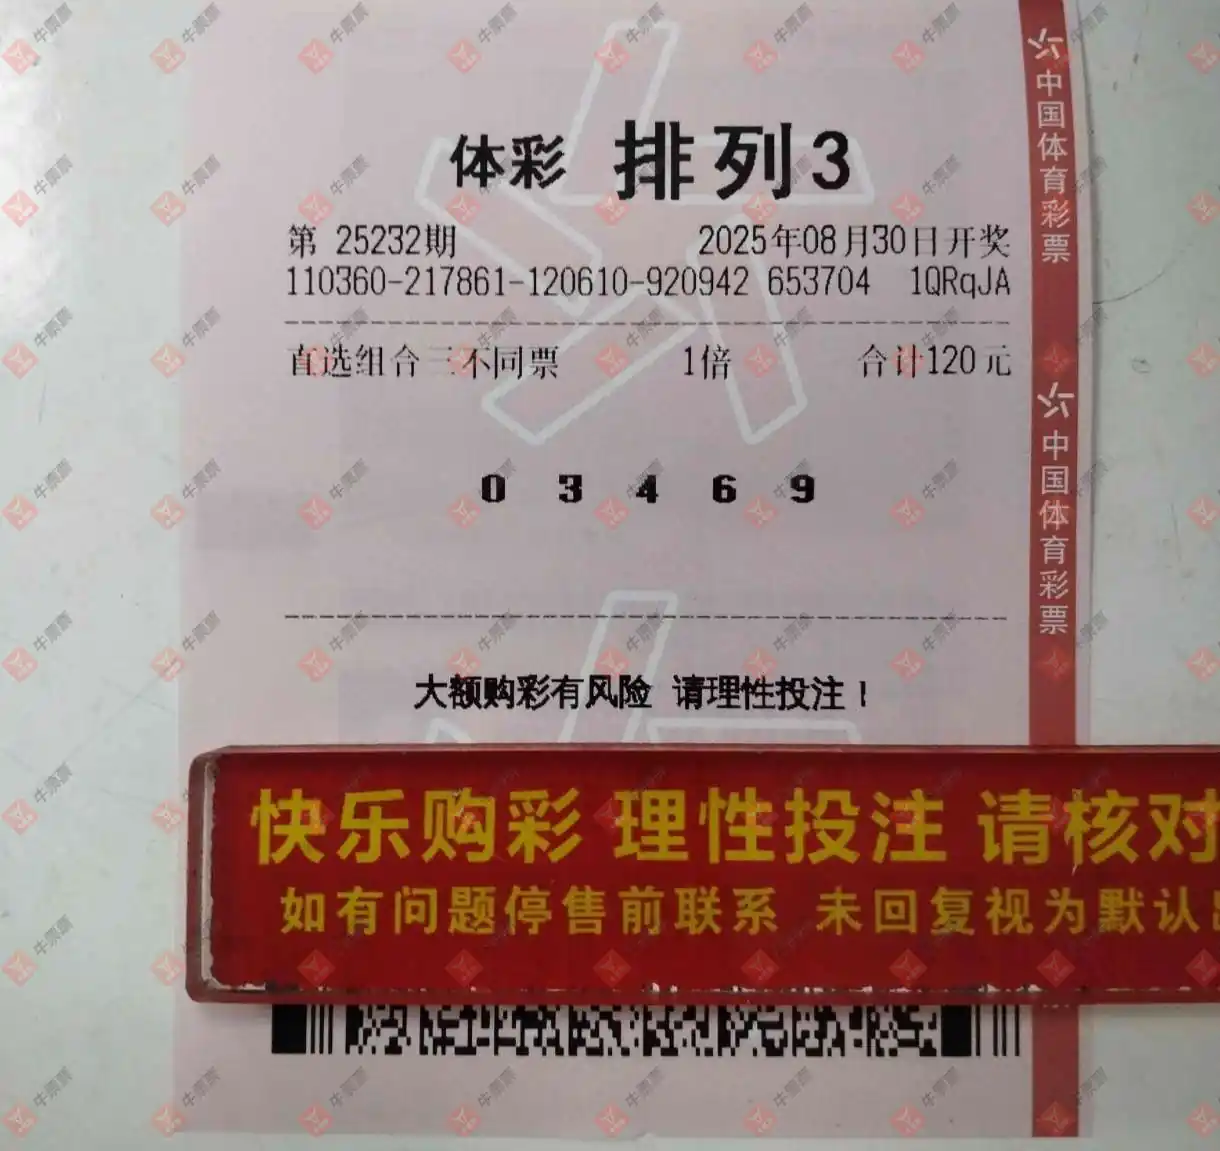 体彩 排列3
第 25232期 2025年08月30日开奖
110360-217861-120610-920942 653704 1QRqJA
直选组合三不同票 1倍 合计120元
0 3 4 6 9
大额购彩有风险 请理性投注！
快乐购彩 理性投注 请核对
如有问题停售前联系 未回复视为默认
中国体育彩票
中国体育彩票
牛票票